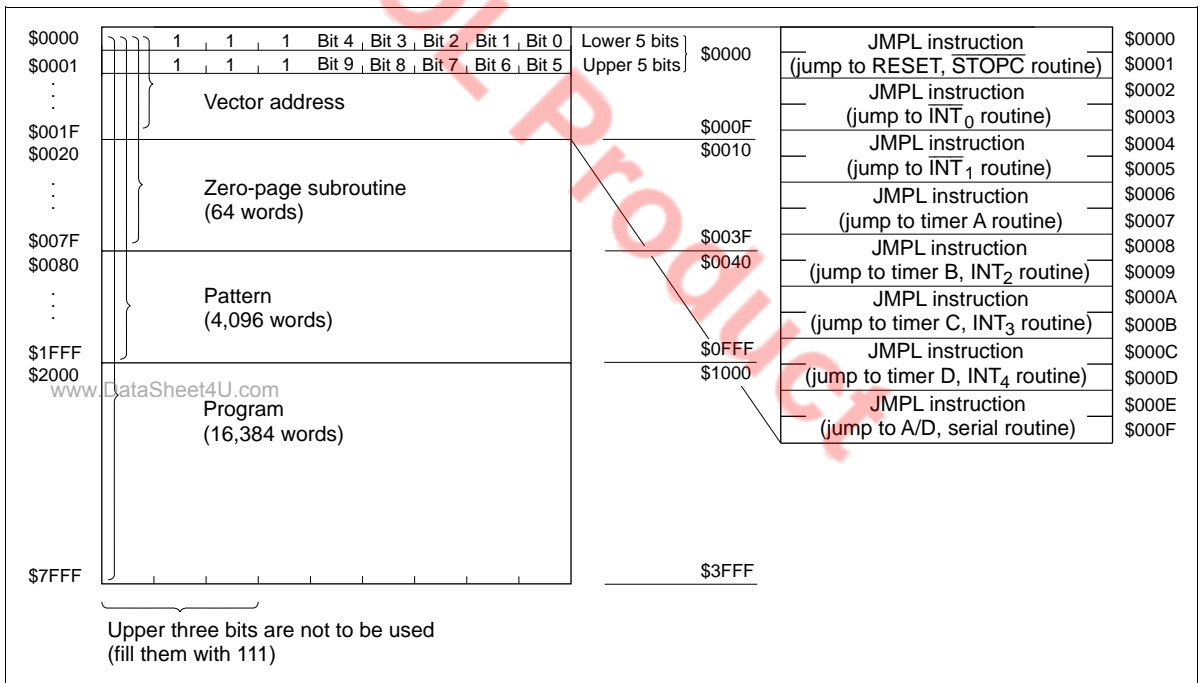 $0000 1 1 1 Bit 4 Bit 3 Bit 2 Bit 1 Bit 0 Lower 5 bits
$0001 1 1 1 Bit 9 Bit 8 Bit 7 Bit 6 Bit 5 Upper 5 bits
$0000
Vector address
$001F
$000F
$0020
$0010
Zero-page subroutine
(64 words)
$007F
$003F
$0080
$0040
Pattern
(4,096 words)
$1FFF
$0FFF
$2000
$1000
Program
(16,384 words)
$7FFF
$3FFF
Upper three bits are not to be used
(fill them with 111)
JMPL instruction $0000
(jump to RESET, STOPC routine) $0001
JMPL instruction $0002
(jump to INT0 routine) $0003
JMPL instruction $0004
(jump to INT1 routine) $0005
JMPL instruction $0006
(jump to timer A routine) $0007
JMPL instruction $0008
(jump to timer B, INT2 routine) $0009
JMPL instruction $000A
(jump to timer C, INT3 routine) $000B
JMPL instruction $000C
(jump to timer D, INT4 routine) $000D
JMPL instruction $000E
(jump to A/D, serial routine) $000F
www.DataSheet4U.com
OL Product